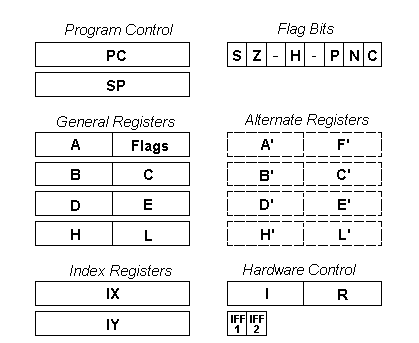 Program Control
PC
SP
Flag Bits
S Z - H - P N C
General Registers
A Flags
B C
D E
H L
Alternate Registers
A' F'
B' C'
D' E'
H' L'
Index Registers
IX
IY
Hardware Control
I R
IFF IFF
1 2